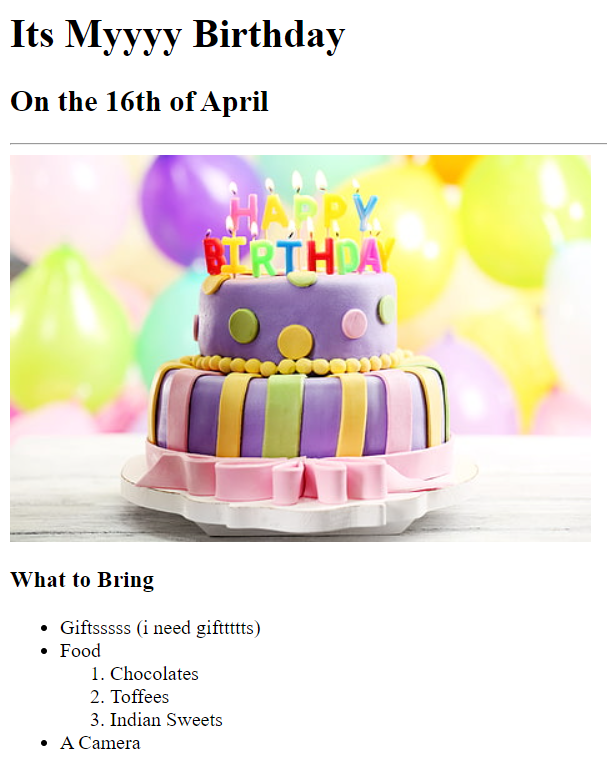 Its Myyyy Birthday
On the 16th of April
HAPPY
BIRTHDAY
What to Bring
• Giftsssss (i need gifttttts)
• Food
1. Chocolates
2. Toffees
3. Indian Sweets
• A Camera